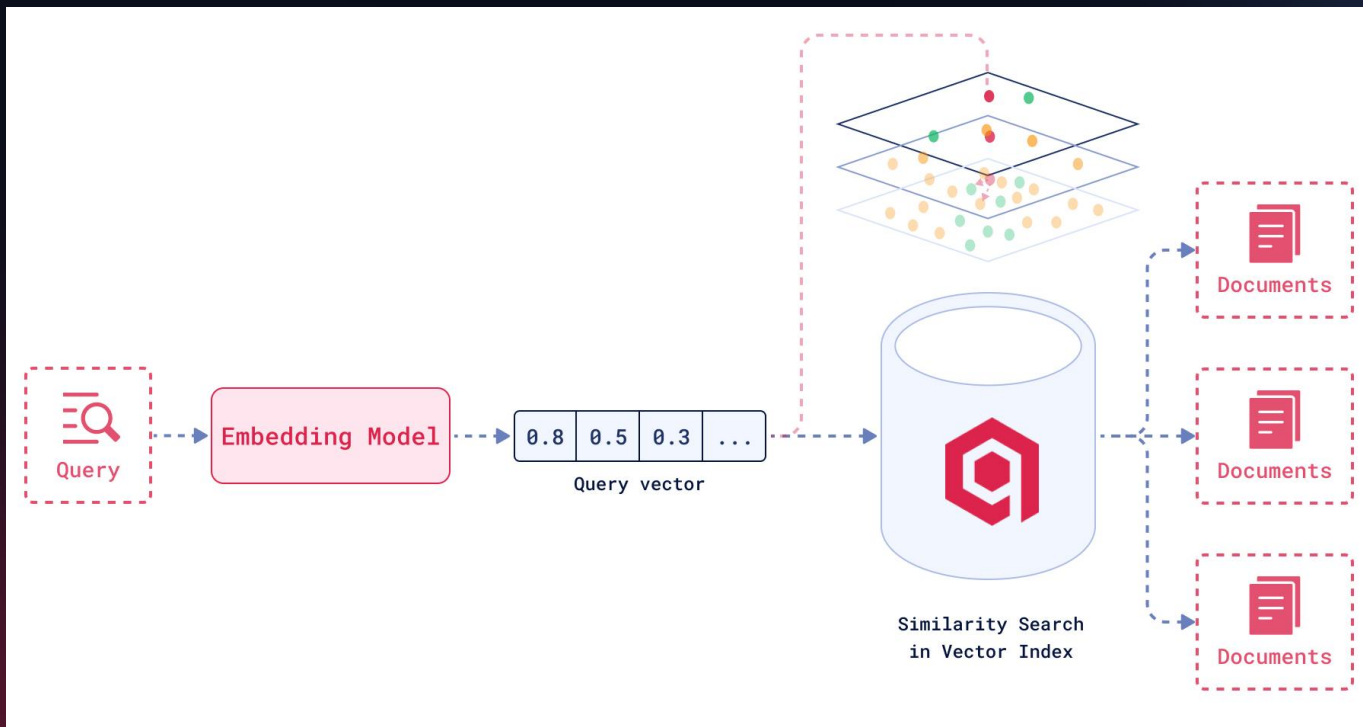 Query
Embedding Model
0.8 0.5 0.3 ...
Query vector
Similarity Search
in Vector Index
Documents
Documents
Documents